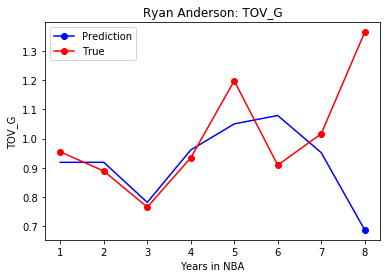 Ryan Anderson: TOV_G
Prediction
True
TOV_G
1.3
1.2
1.1
1.0
0.9
0.8
0.7
1 2 3 4 5 6 7 8
Years in NBA